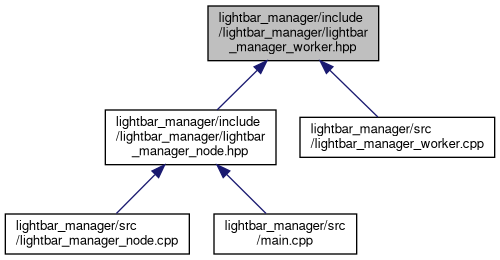 lightbar_manager/include
/lightbar_manager/lightbar
_manager_worker.hpp
lightbar_manager/include
/lightbar_manager/lightbar
_manager_node.hpp
lightbar_manager/src
/lightbar_manager_worker.cpp
lightbar_manager/src
/lightbar_manager_node.cpp
lightbar_manager/src
/main.cpp